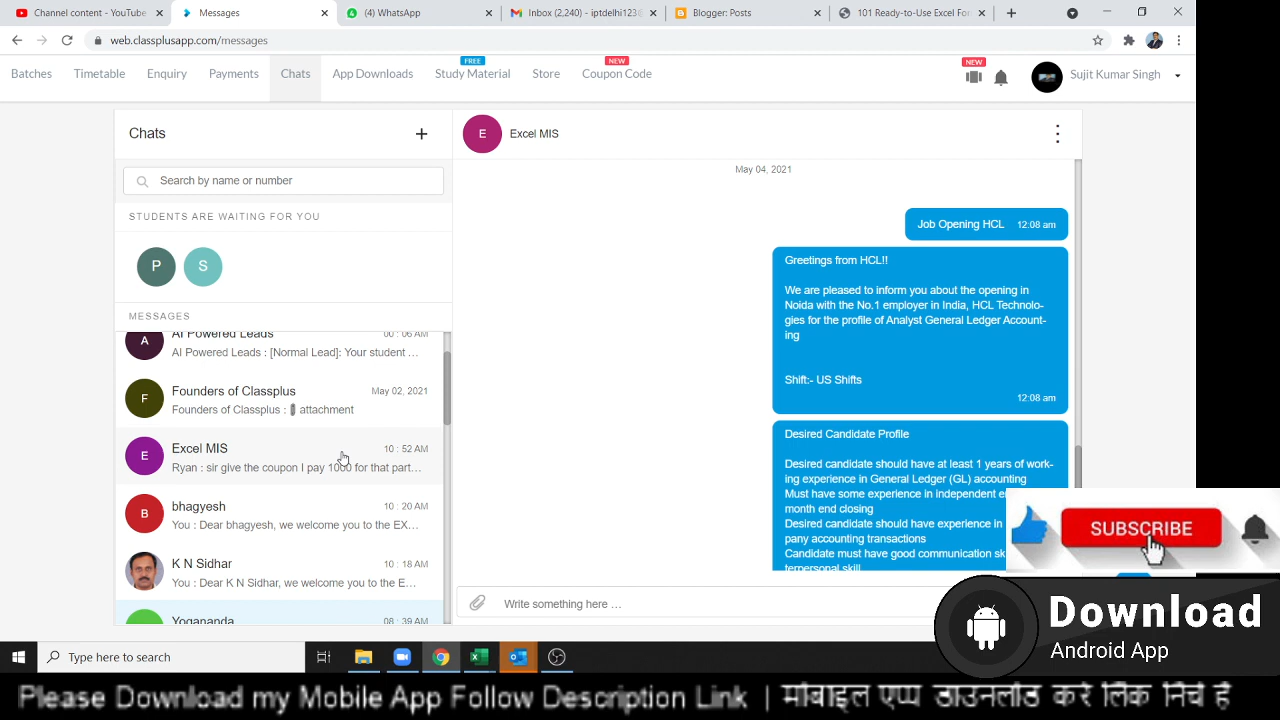 Channel content - YouTube
Messages
(4) WhatsApp
Inbox (2,240) - iptdelhi123@
Blogger: Posts
101 Ready-to-Use Excel For
web.classplusapp.com/messages
Batches
Timetable
Enquiry
Payments
Chats
App Downloads
FREE
Study Material
Store
NEW
Coupon Code
NEW
Sujit Kumar Singh
Chats
E
Excel MIS
Search by name or number
STUDENTS ARE WAITING FOR YOU
P
S
MESSAGES
A
AI Powered Leads
00 : 06 AM
AI Powered Leads : [Normal Lead]: Your student ...
F
Founders of Classplus
May 02, 2021
Founders of Classplus : attachment
E
Excel MIS
10 : 52 AM
Ryan : sir give the coupon I pay 1000 for that part...
B
bhagyesh
10 : 20 AM
You : Dear bhagyesh, we welcome you to the EX...
K N Sidhar
10 : 18 AM
You : Dear K N Sidhar, we welcome you to the E...
Yogananda
08 : 39 AM
May 04, 2021
Job Opening HCL 12:08 am
Greetings from HCL!!
We are pleased to inform you about the opening in
Noida with the No.1 employer in India, HCL Technolo-
gies for the profile of Analyst General Ledger Account-
ing
Shift:- US Shifts
12:08 am
Desired Candidate Profile
Desired candidate should have at least 1 years of work-
ing experience in General Ledger (GL) accounting
Must have some experience in independent
month end closing
Desired candidate should have experience in
pany accounting transactions
Candidate must have good communication sk
terpersonal skill
Write something here ...
SUBSCRIBE
Download
Android App
Type here to search
Please Download my Mobile App Follow Description Link | मोबाइल एप्प डाउनलोड करे लिंक निचे है